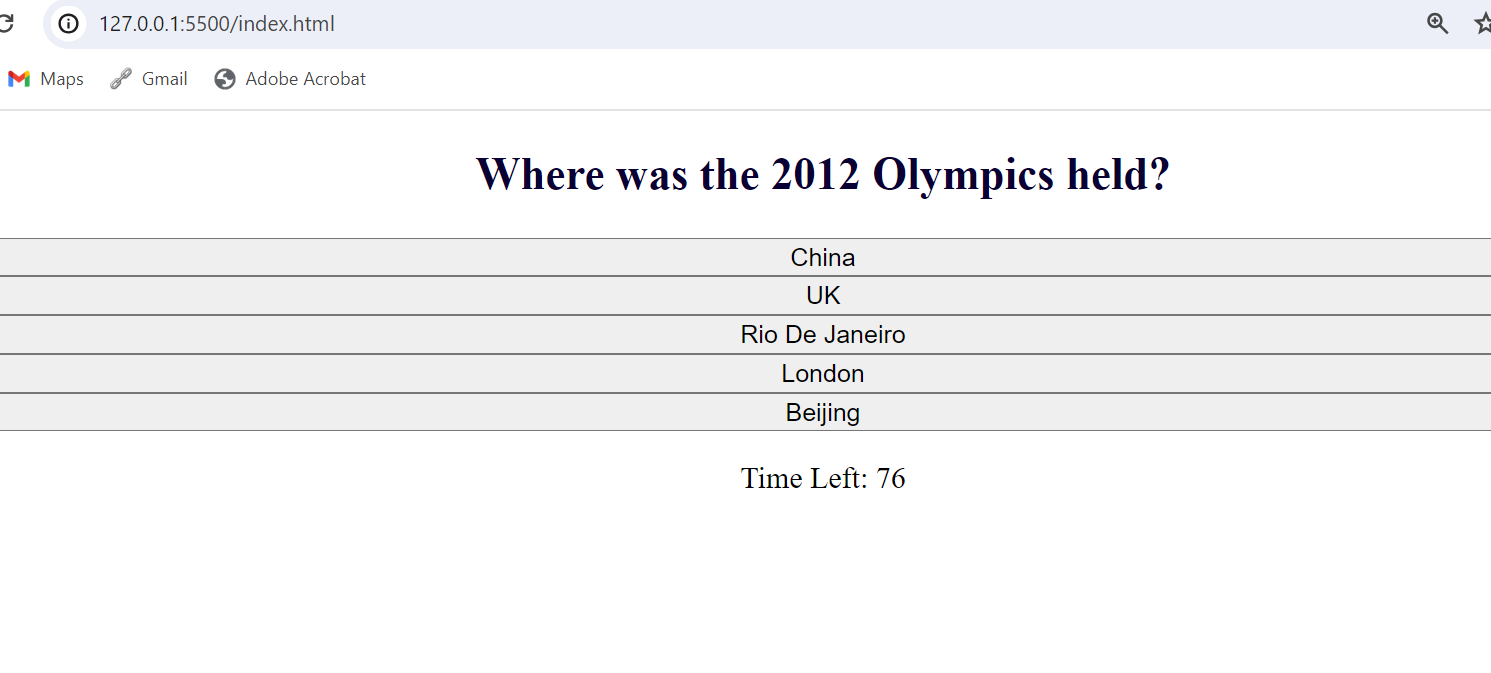 127.0.0.1:5500/index.html
Maps Gmail Adobe Acrobat
Where was the 2012 Olympics held?
China
UK
Rio De Janeiro
London
Beijing
Time Left: 76